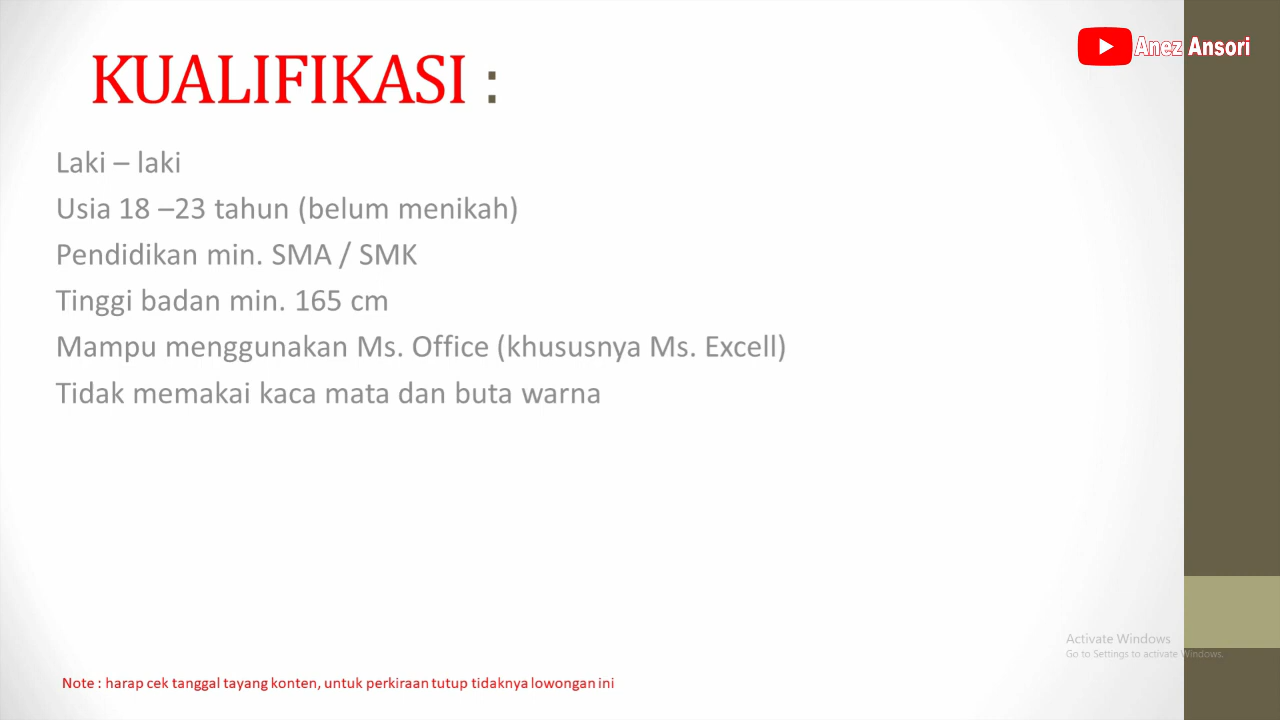 KUALIFIKASI :
Anez Ansori
Laki – laki
Usia 18 –23 tahun (belum menikah)
Pendidikan min. SMA / SMK
Tinggi badan min. 165 cm
Mampu menggunakan Ms. Office (khususnya Ms. Excell)
Tidak memakai kaca mata dan buta warna
Activate Windows
Go to Settings to activate Windows.
Note : harap cek tanggal tayang konten, untuk perkiraan tutup tidaknya lowongan ini